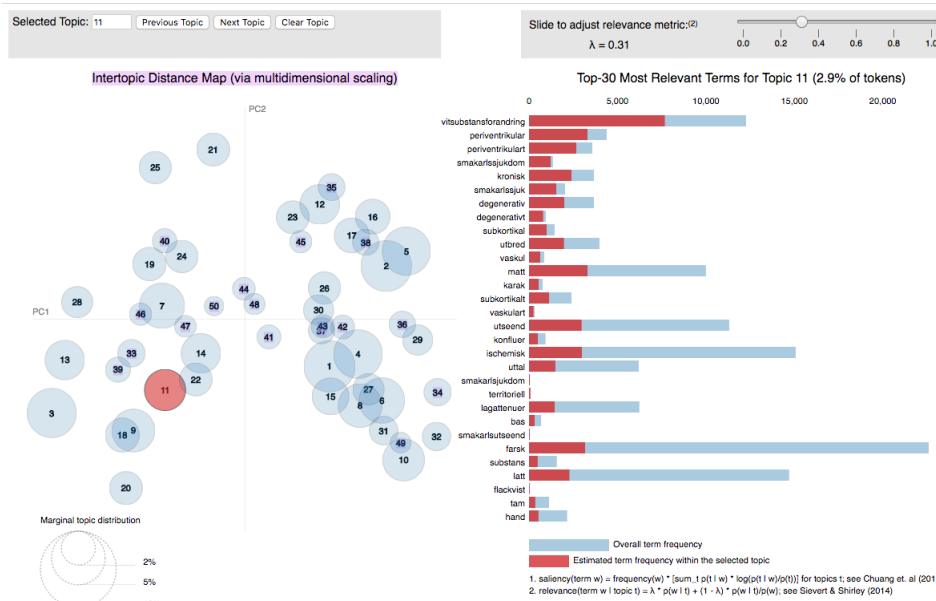 Selected Topic: 11 Previous Topic Next Topic Clear Topic
Slide to adjust relevance metric:(2)
λ = 0.31
0.0 0.2 0.4 0.6 0.8 1.0
Intertopic Distance Map (via multidimensional scaling)
PC2
PC1
21
25
35
12
23
16
40
45
17
38
5
24
19
2
44
26
28
7
50
48
46
30
47
43
37
42
36
41
29
33
14
13
4
39
1
22
11
27
34
15
8
6
3
18
9
31
32
49
10
20
Marginal topic distribution
2%
5%
Top-30 Most Relevant Terms for Topic 11 (2.9% of tokens)
0 5,000 10,000 15,000 20,000
vitsubstansforandring
periventrikular
periventrikulart
smakarlssjukdom
kronisk
smakarlssjuk
degenerativ
degenerativt
subkortikal
utbred
vaskul
matt
karak
subkortikalt
vaskulart
utseend
konfluer
ischemisk
uttal
smakarlsjukdom
territoriell
lagattenuer
bas
smakarlsutseend
farsk
substans
latt
flackvist
tam
hand
Overall term frequency
Estimated term frequency within the selected topic
1. saliency(term w) = frequency(w) * [sum_t p(t | w) * log(p(t | w)/p(t))] for topics t; see Chuang et. al (201
2. relevance(term w | topic t) = λ * p(w | t) + (1 - λ) * p(w | t)/p(w); see Sievert & Shirley (2014)